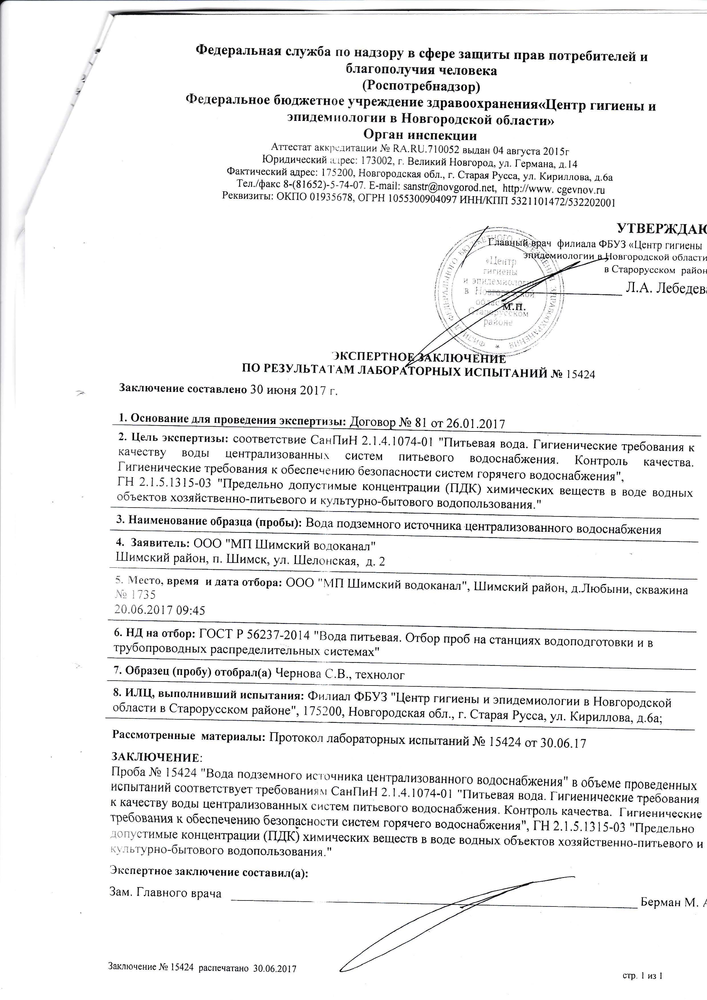 Федеральная служба по надзору в сфере защиты прав потребителей и
благополучия человека
(Роспотребнадзор)
Федеральное бюджетное учреждение здравоохранения«Центр гигиены и
эпидемиологии в Новгородской области»
Орган инспекции
Аттестат аккредитации № RA.RU.710052 выдан 04 августа 2015г
Юридический адрес: 173002, г. Великий Новгород, ул. Германа, д.14
Фактический адрес: 175200, Новгородская обл., г. Старая Русса, ул. Кириллова, д.6а
Тел./факс 8-(81652)-5-74-07. E-mail: sanstr@novgorod.net, http://www. cgevnov.ru
Реквизиты: ОКПО 01935678, ОГРН 1055300904097 ИНН/КПП 5321101472/532202001
УТВЕРЖДАЮ
Главный врач филиала ФБУЗ «Центр гигиены
эпидемиологии в Новгородской области
в Старорусском район
Л.А. Лебедева
М.П.
ФИЛИАЛ ФЕДЕРАЛЬНОГО БЮДЖЕТНОГО УЧРЕЖДЕНИЯ ЗДРАВООХРАНЕНИЯ *
«Центр
гигиены
и эпидемиологии
в Новгородской
области» в
Старорусском
районе
ЭКСПЕРТНОЕ ЗАКЛЮЧЕНИЕ
ПО РЕЗУЛЬТАТАМ ЛАБОРАТОРНЫХ ИСПЫТАНИЙ № 15424
Заключение составлено 30 июня 2017 г.
1. Основание для проведения экспертизы: Договор № 81 от 26.01.2017
2. Цель экспертизы: соответствие СанПиН 2.1.4.1074-01 "Питьевая вода. Гигиенические требования к
качеству воды централизованных систем питьевого водоснабжения. Контроль качества.
Гигиенические требования к обеспечению безопасности систем горячего водоснабжения",
ГН 2.1.5.1315-03 "Предельно допустимые концентрации (ПДК) химических веществ в воде водных
объектов хозяйственно-питьевого и культурно-бытового водопользования."
3. Наименование образца (пробы): Вода подземного источника централизованного водоснабжения
4. Заявитель: ООО "МП Шимский водоканал"
Шимский район, п. Шимск, ул. Шелонская, д. 2
5. Место, время и дата отбора: ООО "МП Шимский водоканал", Шимский район, д.Любыни, скважина
№ 1735
20.06.2017 09:45
6. НД на отбор: ГОСТ Р 56237-2014 "Вода питьевая. Отбор проб на станциях водоподготовки и в
трубопроводных распределительных системах"
7. Образец (пробу) отобрал(а) Чернова С.В., технолог
8. ИЛЦ, выполнивший испытания: Филиал ФБУЗ "Центр гигиены и эпидемиологии в Новгородской
области в Старорусском районе", 175200, Новгородская обл., г. Старая Русса, ул. Кириллова, д.6а;
Рассмотренные материалы: Протокол лабораторных испытаний № 15424 от 30.06.17
ЗАКЛЮЧЕНИЕ:
Проба № 15424 "Вода подземного источника централизованного водоснабжения" в объеме проведенных
испытаний соответствует требованиям СанПиН 2.1.4.1074-01 "Питьевая вода. Гигиенические требования
к качеству воды централизованных систем питьевого водоснабжения. Контроль качества. Гигиенические
требования к обеспечению безопасности систем горячего водоснабжения", ГН 2.1.5.1315-03 "Предельно
допустимые концентрации (ПДК) химических веществ в воде водных объектов хозяйственно-питьевого и
культурно-бытового водопользования."
Экспертное заключение составил(а):
Зам. Главного врача Берман М. А
Заключение № 15424 распечатано 30.06.2017
стр. 1 из 1